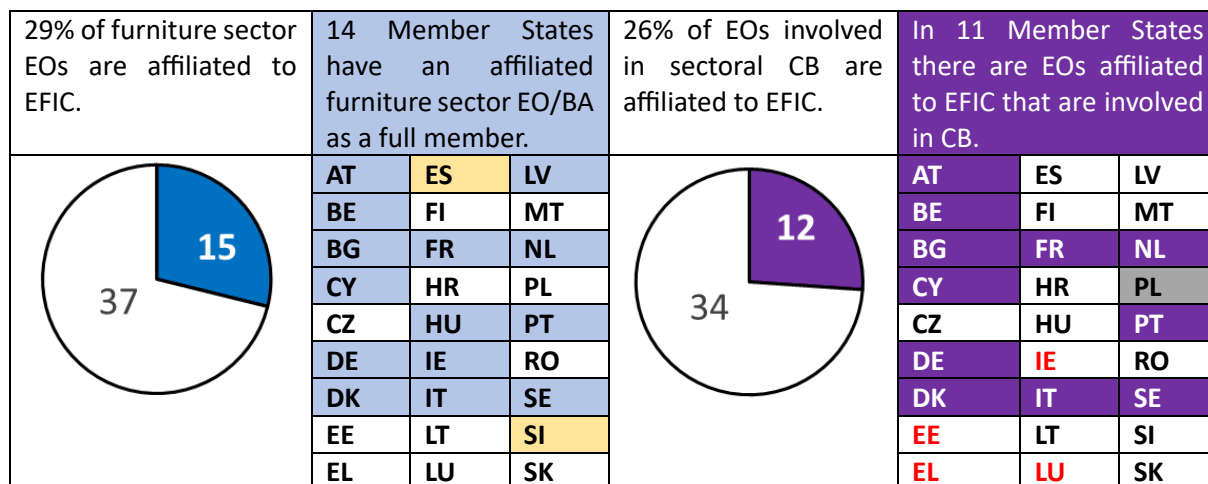 29% of furniture sector
EOs are affiliated to
EFIC.
14 Member States
have an affiliated
furniture sector EO/BA
as a full member.
26% of EOs involved
in sectoral CB are
affiliated to EFIC.
In 11 Member States
there are EOs affiliated
to EFIC that are involved
in CB.
15
37
AT ES LV
BE FI MT
BG FR NL
CY HR PL
CZ HU PT
DE IE RO
DK IT SE
EE LT SI
EL LU SK
12
34
AT ES LV
BE FI MT
BG FR NL
CY HR PL
CZ HU PT
DE IE RO
DK IT SE
EE LT SI
EL LU SK